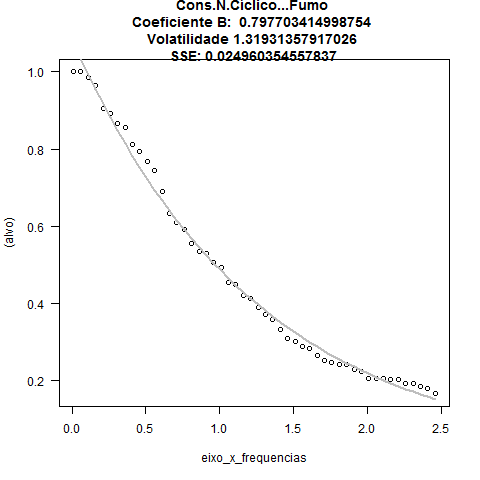 Cons.N.Ciclico...Fumo
Coeficiente B:  0.797703414998754
Volatilidade 1.31931357917026
SSE: 0.024960354557837
1.0
0.8
0.6
0.4
0.2
(alvo)
0.0
0.5
1.0
1.5
2.0
2.5
eixo_x_frequencias